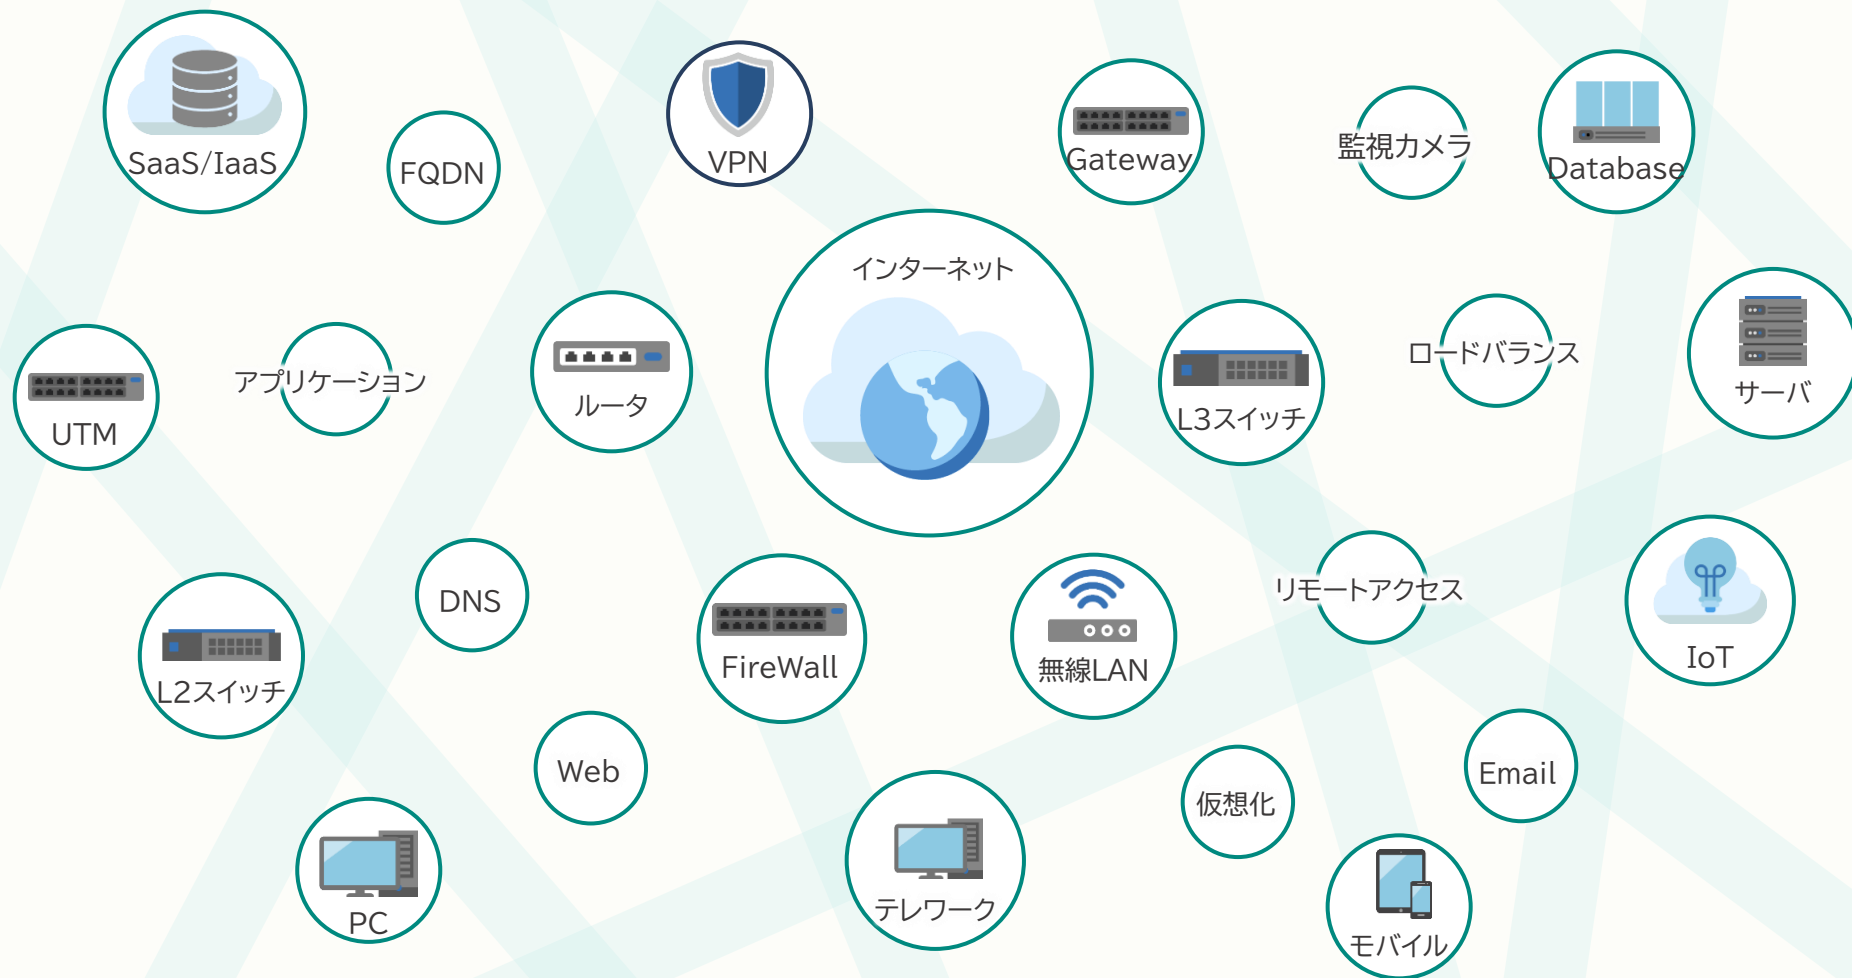 SaaS/IaaS
FQDN
VPN
Gateway
監視カメラ
Database
インターネット
UTM
アプリケーション
ルータ
L3スイッチ
ロードバランス
サーバ
L2スイッチ
DNS
FireWall
無線LAN
リモートアクセス
IoT
Web
仮想化
Email
PC
テレワーク
モバイル